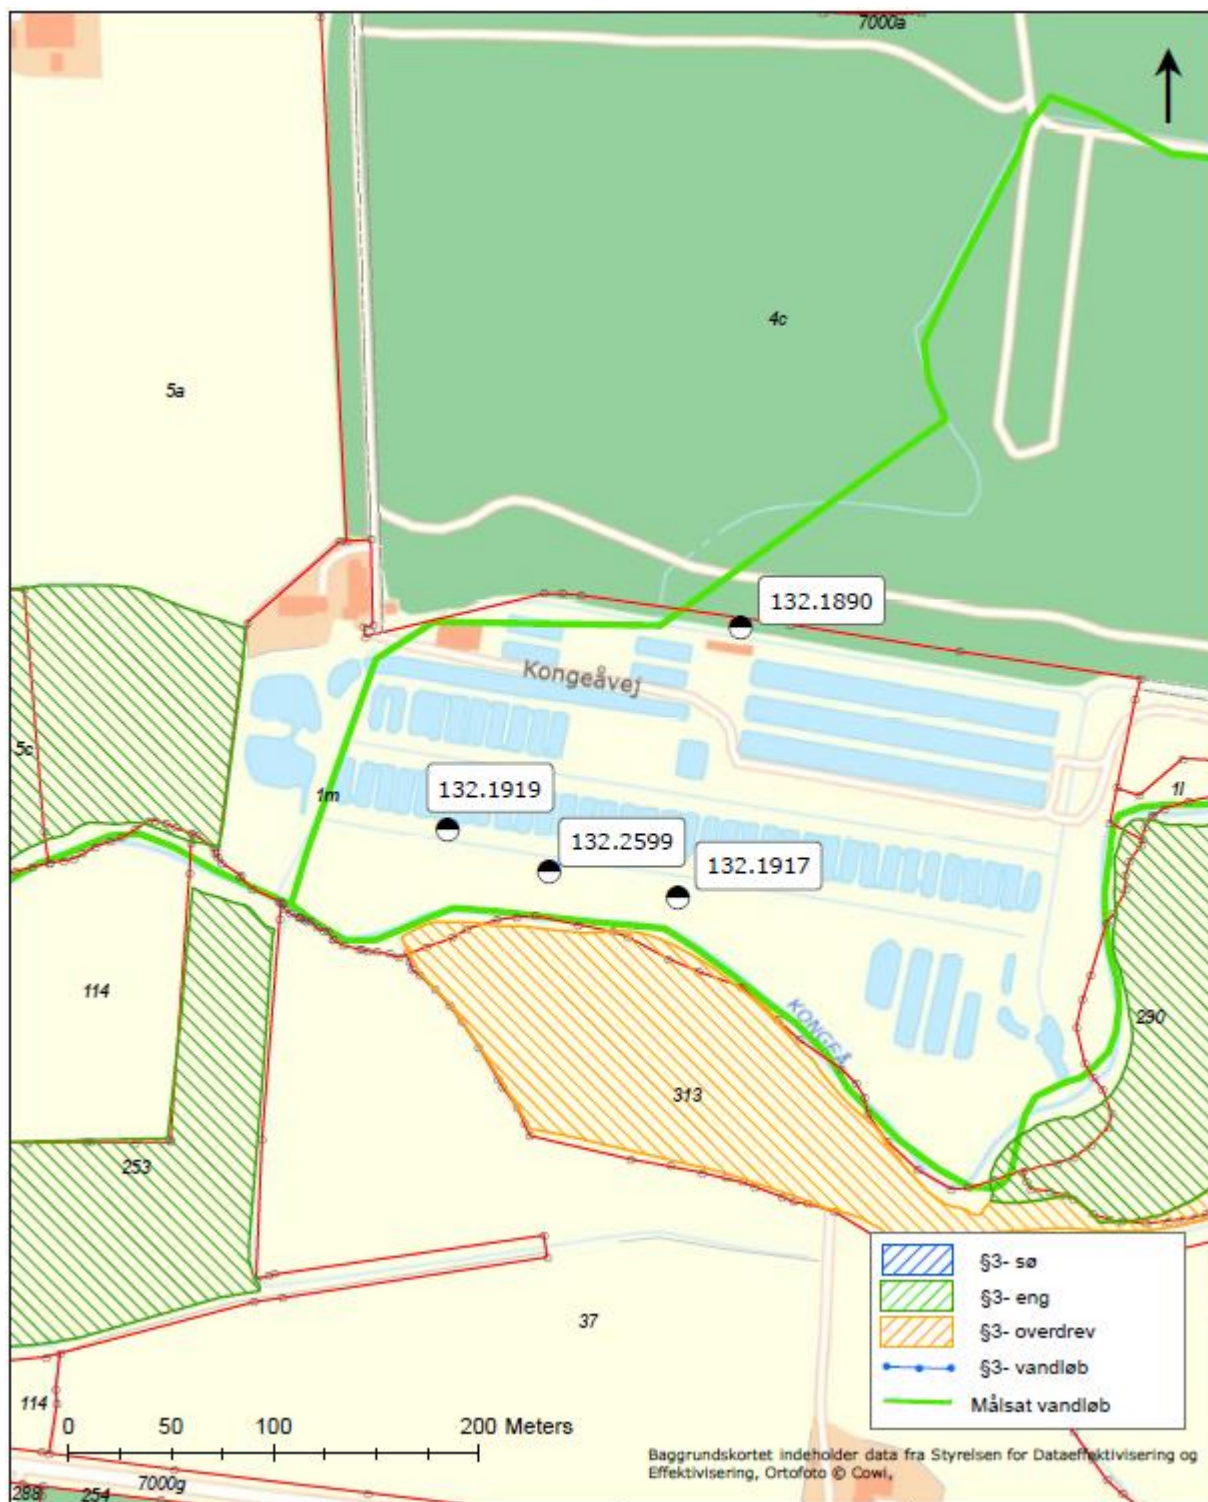 7000a
4c
5a
132.1890
Kongeåvej
5c
1m
132.1919
1l
132.2599
132.1917
114
KONGEÅ
290
313
253
§3- sø
§3- eng
37
§3- overdrev
§3- vandløb
114
Målsat vandløb
0 50 100 200 Meters
Baggrundskortet indeholder data fra Styrelsen for Dataeffektivisering og
Effektivisering, Ortofoto © Cowi,
7000g
288
254